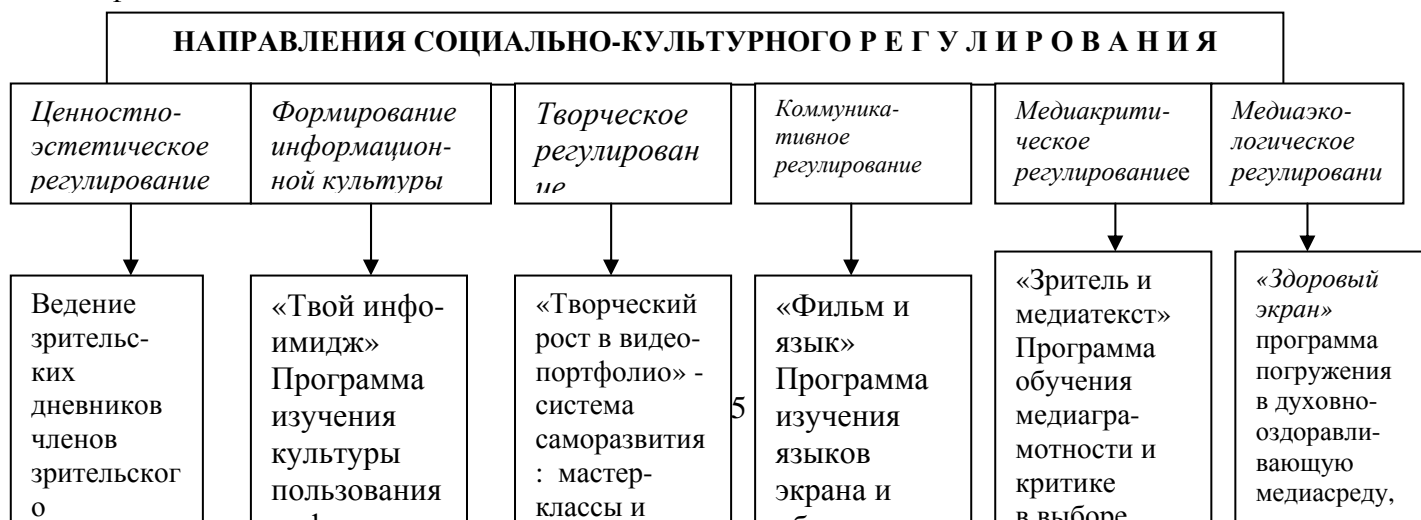 НАПРАВЛЕНИЯ СОЦИАЛЬНО-КУЛЬТУРНОГО Р Е Г У Л И Р О В А Н И Я
Ценностно-
эстетическое
регулирование
Формирование
информацион-
ной культуры
Творческое
регулирован
ие
Коммуника-
тивное
регулирование
Медиакрити-
ческое
регулированиее
Медиаэко-
логическое
регулировани
Ведение
зрительс-
ких
дневников
членов
зрительског
о
«Твой инфо-
имидж»
Программа
изучения
культуры
пользования
«Творческий
рост в видео-
портфолио» -
система
саморазвития
: мастер-
классы и
5
«Фильм и
язык»
Программа
изучения
языков
экрана и
«Зритель и
медиатекст»
Программа
обучения
медиагра-
мотности и
критике
в выборе
«Здоровый
экран»
программа
погружения
в духовно-
оздоравли-
вающую
медиасреду,